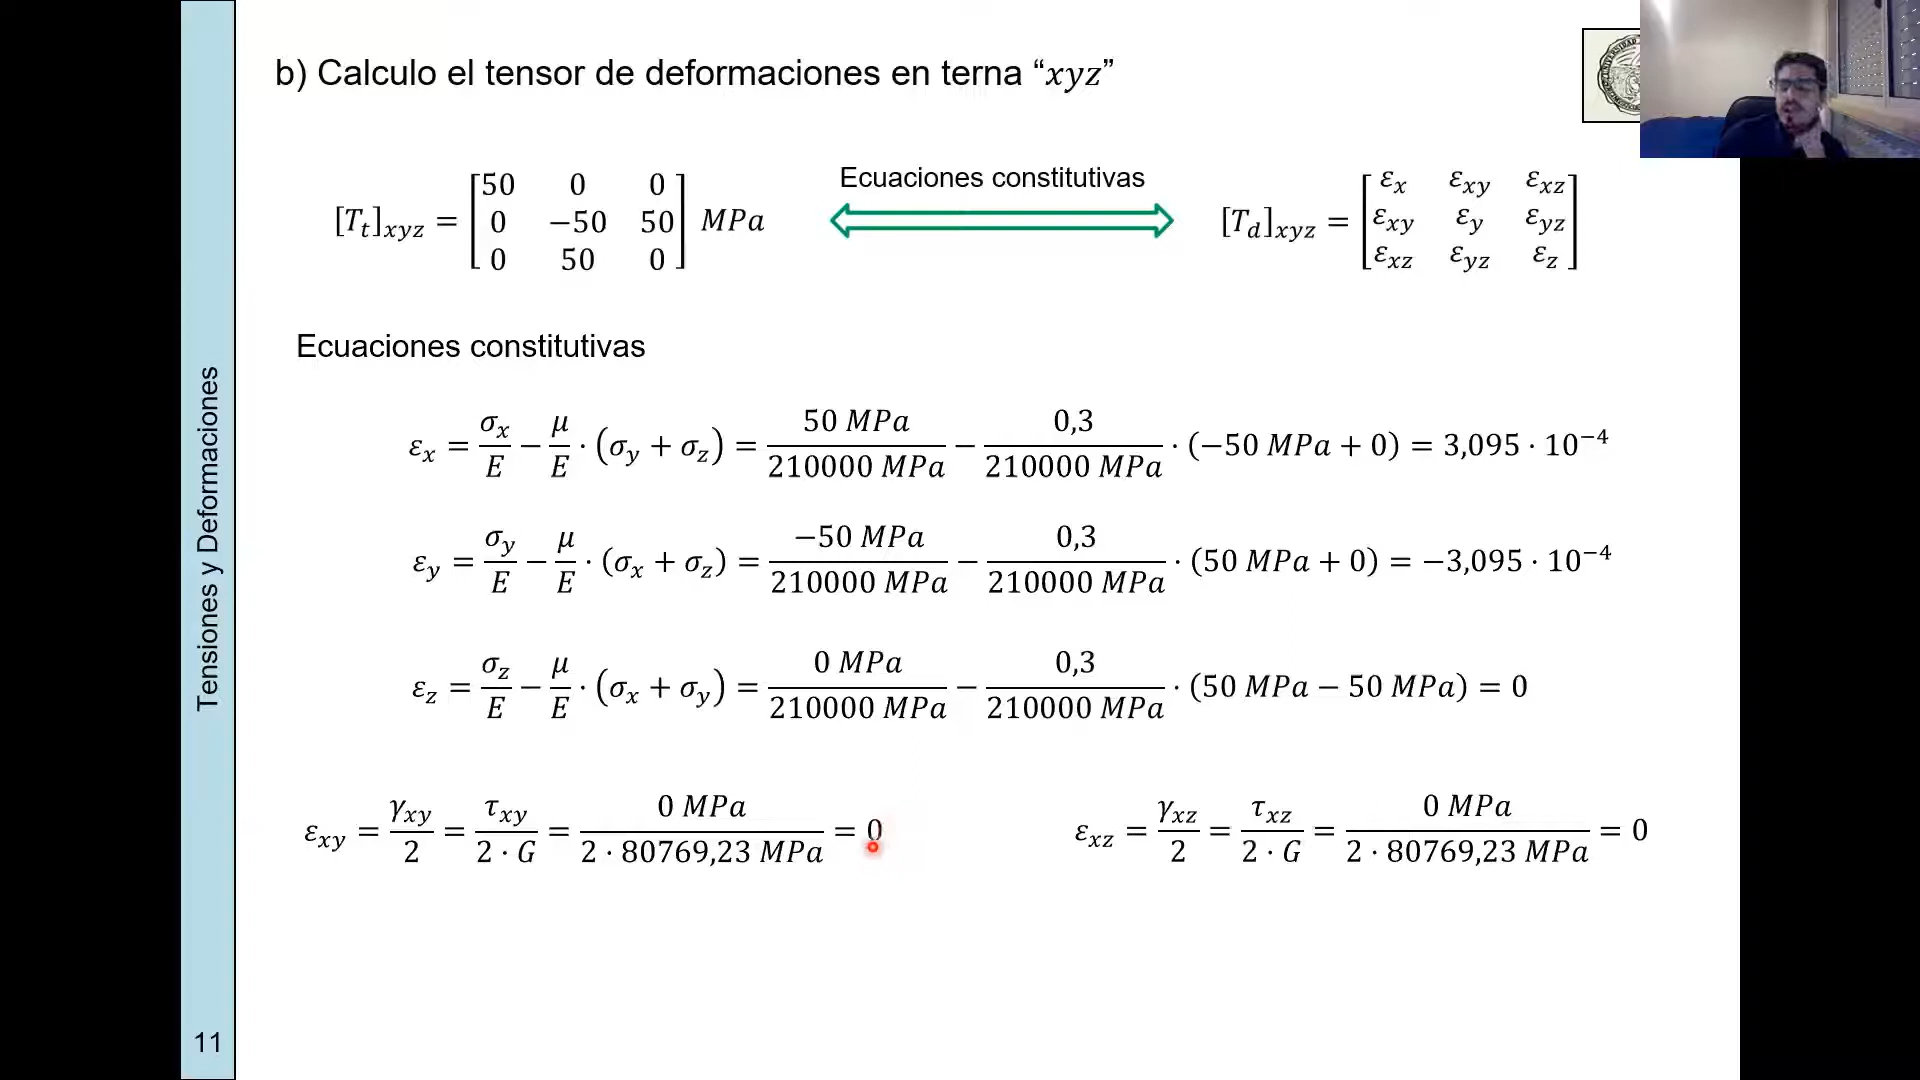 b) Calculo el tensor de deformaciones en terna “xyz”
[T_t]_xyz = [50 0 0; 0 −50 50; 0 50 0] MPa
Ecuaciones constitutivas
[T_d]_xyz = [ε_x ε_xy ε_xz; ε_xy ε_y ε_yz; ε_xz ε_yz ε_z]
Ecuaciones constitutivas
ε_x = σ_x/E − μ/E · (σ_y + σ_z) = 50 MPa/210000 MPa − 0,3/210000 MPa · (−50 MPa + 0) = 3,095 · 10^−4
ε_y = σ_y/E − μ/E · (σ_x + σ_z) = −50 MPa/210000 MPa − 0,3/210000 MPa · (50 MPa + 0) = −3,095 · 10^−4
ε_z = σ_z/E − μ/E · (σ_x + σ_y) = 0 MPa/210000 MPa − 0,3/210000 MPa · (50 MPa − 50 MPa) = 0
ε_xy = γ_xy/2 = τ_xy/2 · G = 0 MPa/2 · 80769,23 MPa = 0
ε_xz = γ_xz/2 = τ_xz/2 · G = 0 MPa/2 · 80769,23 MPa = 0
Tensiones y Deformaciones
11